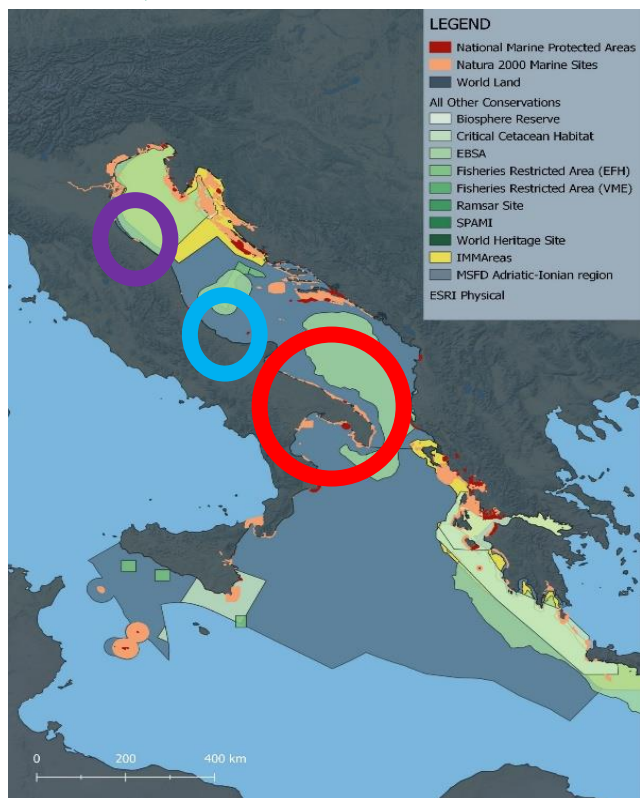 LEGEND
National Marine Protected Areas
Natura 2000 Marine Sites
World Land
All Other Conservations
Biosphere Reserve
Critical Cetacean Habitat
EBSA
Fisheries Restricted Area (EFH)
Fisheries Restricted Area (VME)
Ramsar Site
SPAMI
World Heritage Site
IMMAreas
MSFD Adriatic-Ionian region
ESRI Physical
0 200 400 km